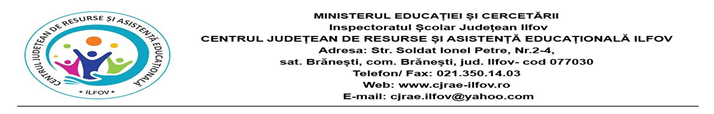 MINISTERUL EDUCAȚIEI ȘI CERCETĂRII
Inspectoratul Școlar Județean Ilfov
CENTRUL JUDEȚEAN DE RESURSE ȘI ASISTENȚĂ EDUCAȚIONALĂ ILFOV
Adresa: Str. Soldat Ionel Petre, Nr.2-4,
sat. Brănești, com. Brănești, jud. Ilfov- cod 077030
Telefon/ Fax: 021.350.14.03
Web: www.cjrae-ilfov.ro
E-mail: cjrae.ilfov@yahoo.com
CENTRUL JUDEȚEAN DE RESURSE ȘI ASISTENȚĂ EDUCAȚIONALĂ
• ILFOV •